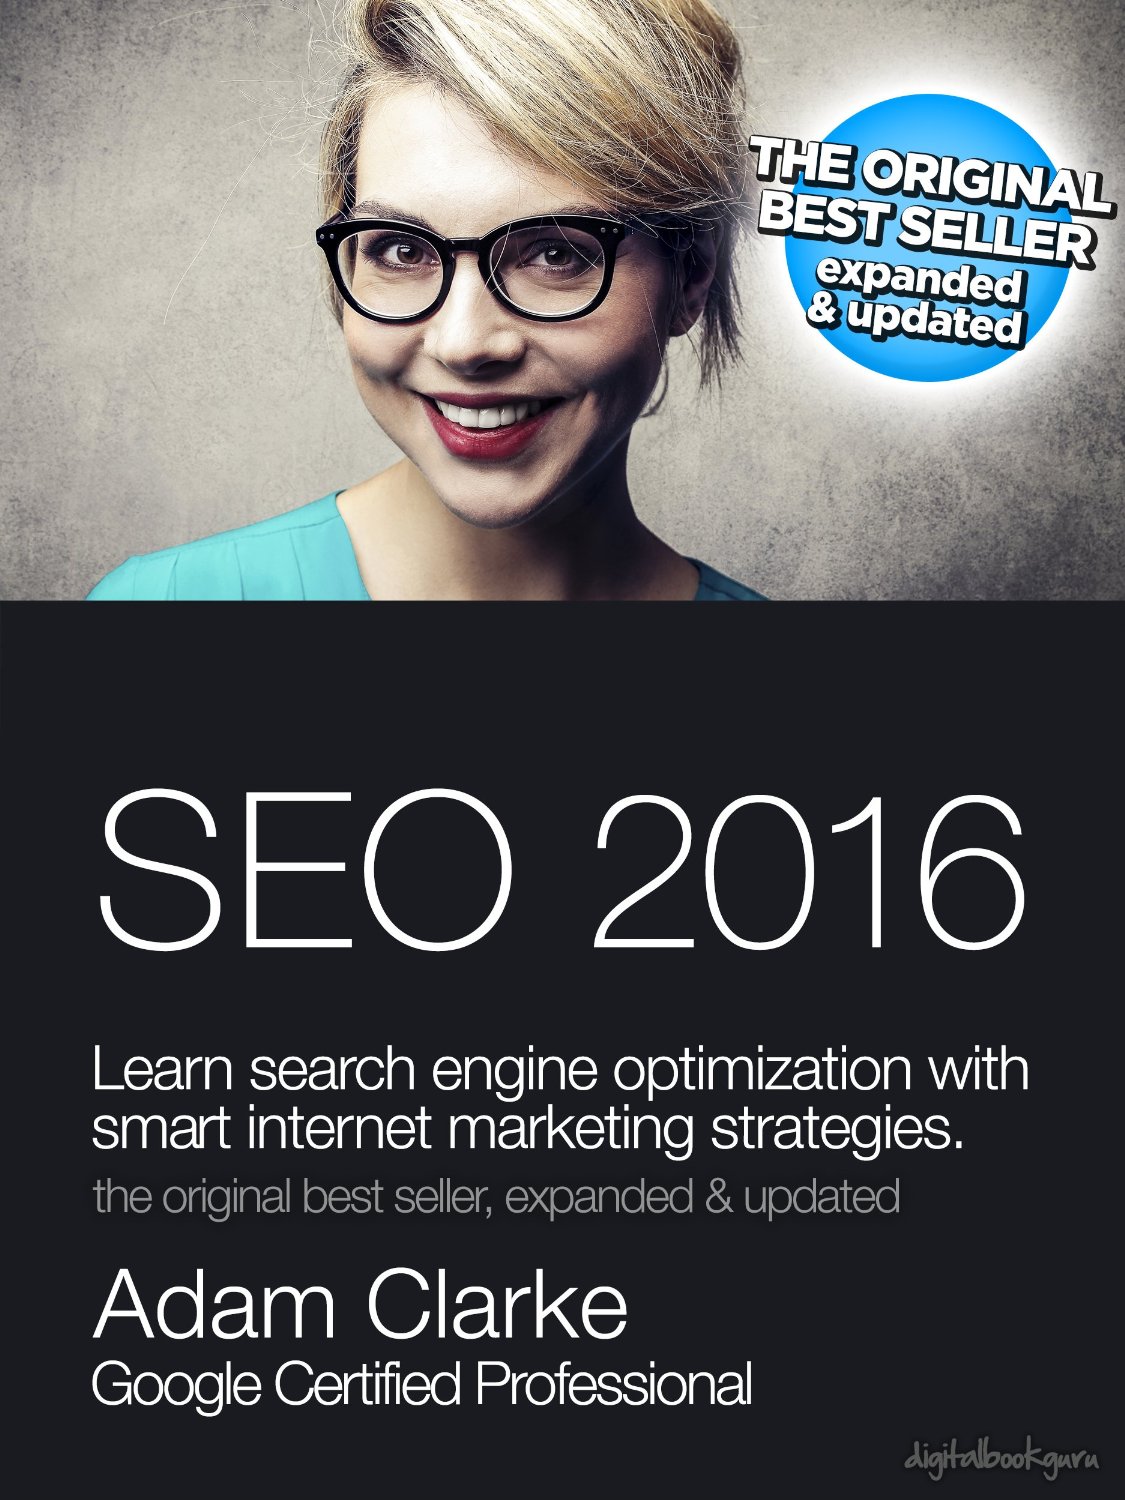 THE ORIGINAL
BEST SELLER
expanded
& updated
SEO 2016
Learn search engine optimization with
smart internet marketing strategies.
the original best seller, expanded & updated
Adam Clarke
Google Certified Professional
digitalbookguru